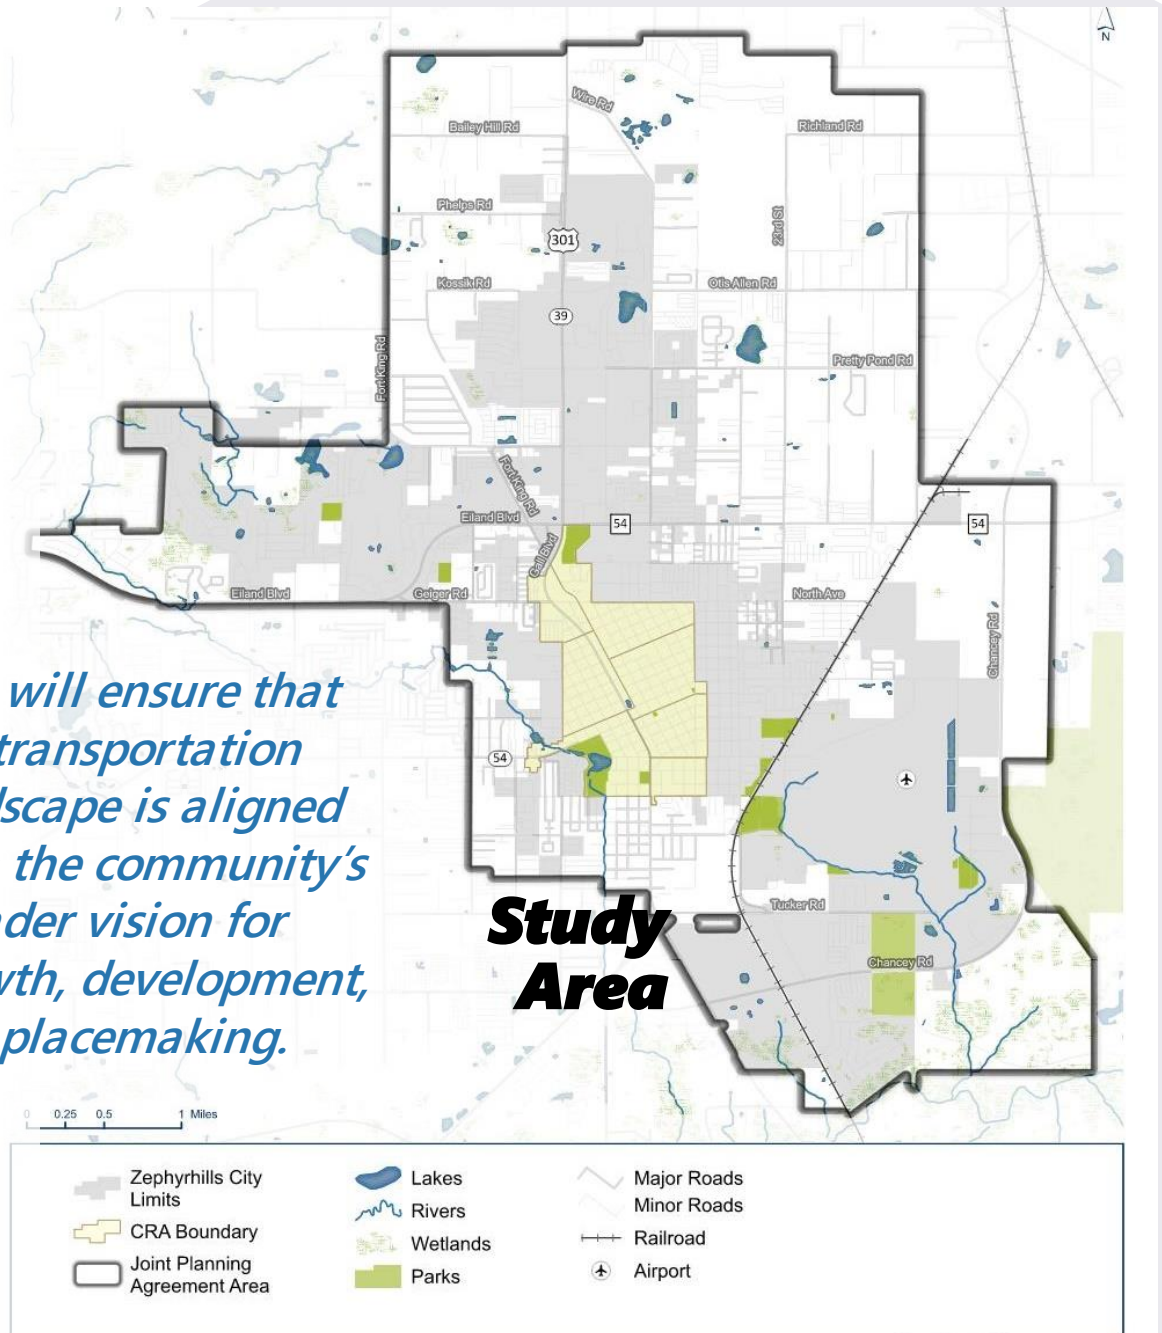 N
Wire Rd
Bailey Hill Rd
Richland Rd
Phelps Rd
23rd St
301
Kossik Rd
Otis Allen Rd
39
Fort King Rd
Pretty Pond Rd
Fort King Rd
Eiland Blvd
54
54
Gall Blvd
Eiland Blvd
Geiger Rd
North Ave
Chancey Rd
will ensure that
transportation
dscape is aligned
the community's
der vision for
wth, development,
placemaking.
54
Study
Area
Tucker Rd
Chancey Rd
0 0.25 0.5 1 Miles
Zephyrhills City
Limits
CRA Boundary
Joint Planning
Agreement Area
Lakes
Rivers
Wetlands
Parks
Major Roads
Minor Roads
Railroad
Airport